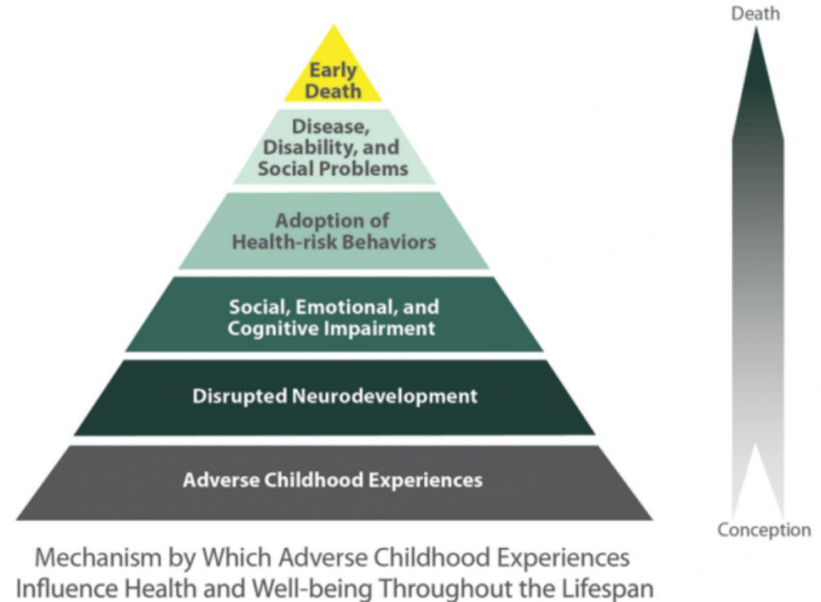 Death
Early
Death
Disease,
Disability, and
Social Problems
Adoption of
Health-risk Behaviors
Social, Emotional, and
Cognitive Impairment
Disrupted Neurodevelopment
Adverse Childhood Experiences
Conception
Mechanism by Which Adverse Childhood Experiences
Influence Health and Well-being Throughout the Lifespan